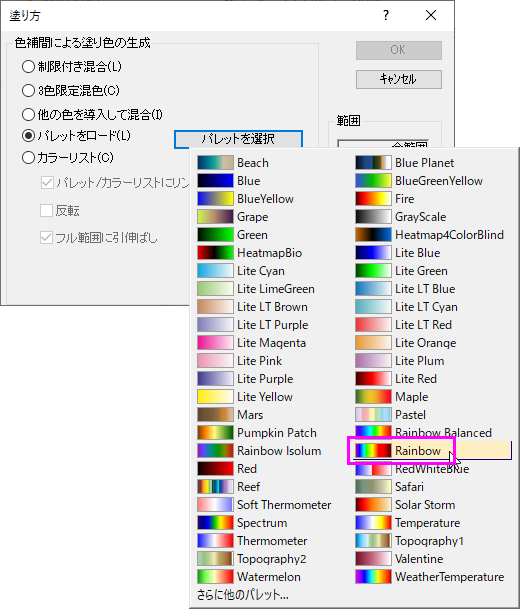 塗り方
?
色補間による塗り色の生成
制限付き混合(L)
3色限定混色(C)
他の色を導入して混合(I)
パレットをロード(L)
パレットを選択
カラーリスト(C)
パレット/カラーリストにリン
反転
フル範囲に引伸ばし
OK
キャンセル
範囲
Beach
Blue Planet
Blue
BlueGreenYellow
BlueYellow
Fire
Grape
GrayScale
Green
Heatmap4ColorBlind
HeatmapBio
Lite Blue
Lite Cyan
Lite Green
Lite LimeGreen
Lite LT Blue
Lite LT Brown
Lite LT Cyan
Lite LT Purple
Lite LT Red
Lite Magenta
Lite Orange
Lite Pink
Lite Plum
Lite Purple
Lite Red
Lite Yellow
Maple
Mars
Pastel
Pumpkin Patch
Rainbow Balanced
Rainbow Isolum
Rainbow
Red
RedWhiteBlue
Reef
Safari
Soft Thermometer
Solar Storm
Spectrum
Temperature
Thermometer
Topography1
Topography2
Valentine
Watermelon
WeatherTemperature
さらに他のパレット...